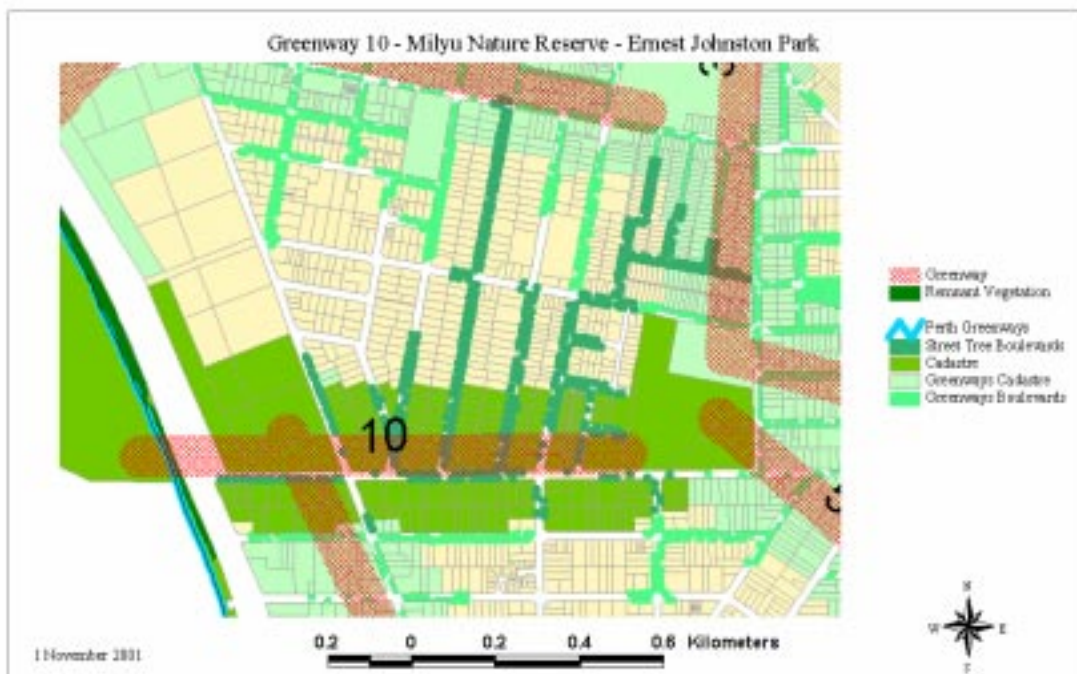 Greenway 10 - Milyu Nature Reserve - Ernest Johnston Park
10
Greenway
Remnant Vegetation
Perth Greenways
Street Tree Boulevards
Cadastre
Greenways Cadastre
Greenways Boulevards
N
W E
S
0.2 0 0.2 0.4 0.6 Kilometers
1 November 2001